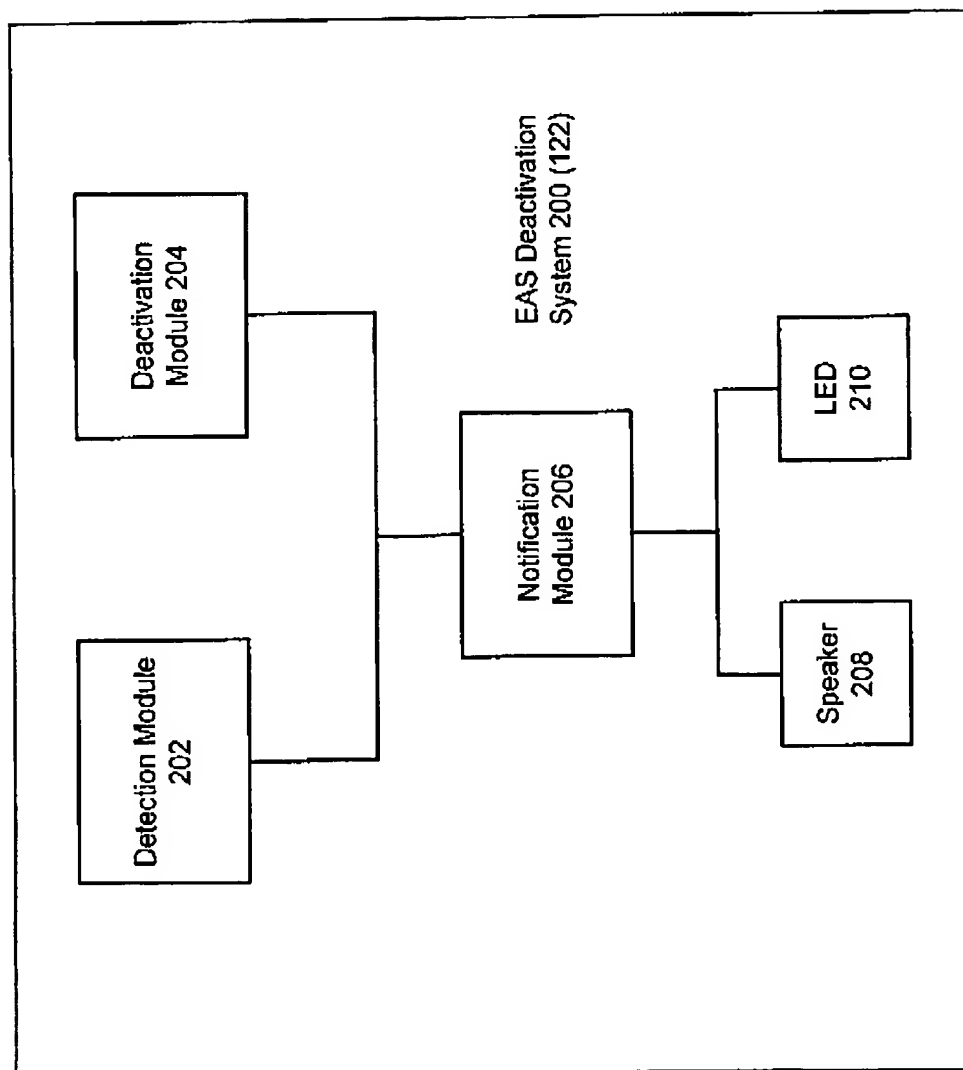 Detection Module
202
Deactivation
Module 204
Notification
Module 206
EAS Deactivation
System 200 (122)
Speaker
208
LED
210